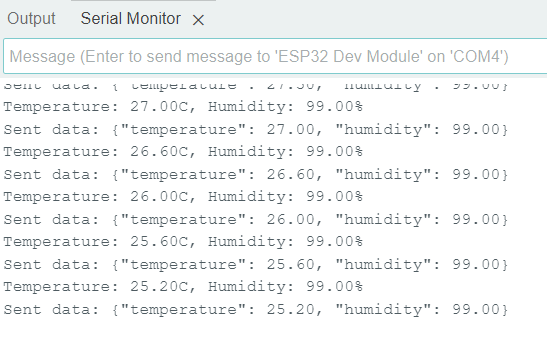 Output Serial Monitor ×
Message (Enter to send message to 'ESP32 Dev Module' on 'COM4')
Sent data: {"temperature": 27.50, "humidity": 99.00}
Temperature: 27.00C, Humidity: 99.00%
Sent data: {"temperature": 27.00, "humidity": 99.00}
Temperature: 26.60C, Humidity: 99.00%
Sent data: {"temperature": 26.60, "humidity": 99.00}
Temperature: 26.00C, Humidity: 99.00%
Sent data: {"temperature": 26.00, "humidity": 99.00}
Temperature: 25.60C, Humidity: 99.00%
Sent data: {"temperature": 25.60, "humidity": 99.00}
Temperature: 25.20C, Humidity: 99.00%
Sent data: {"temperature": 25.20, "humidity": 99.00}